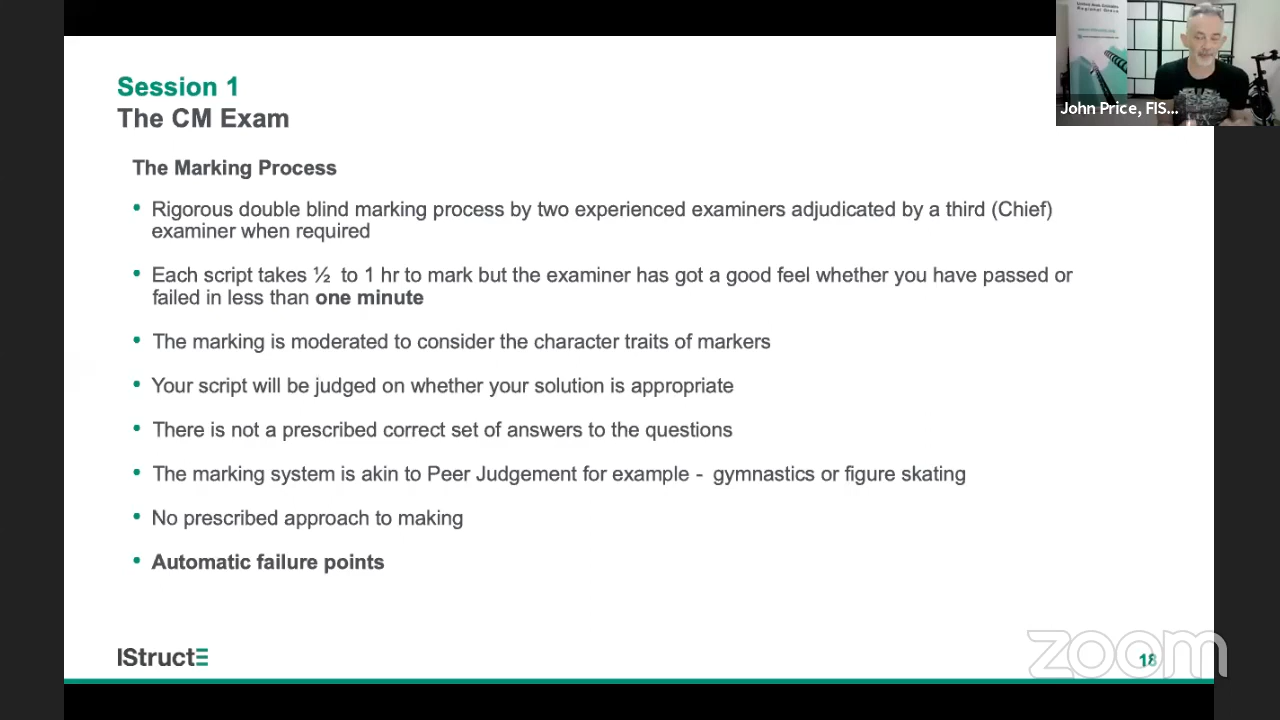 John Price, FIS...
Session 1
The CM Exam
The Marking Process
• Rigorous double blind marking process by two experienced examiners adjudicated by a third (Chief)
examiner when required
• Each script takes ½ to 1 hr to mark but the examiner has got a good feel whether you have passed or
failed in less than one minute
• The marking is moderated to consider the character traits of markers
• Your script will be judged on whether your solution is appropriate
• There is not a prescribed correct set of answers to the questions
• The marking system is akin to Peer Judgement for example - gymnastics or figure skating
• No prescribed approach to making
• Automatic failure points
IStructE
zoom
18